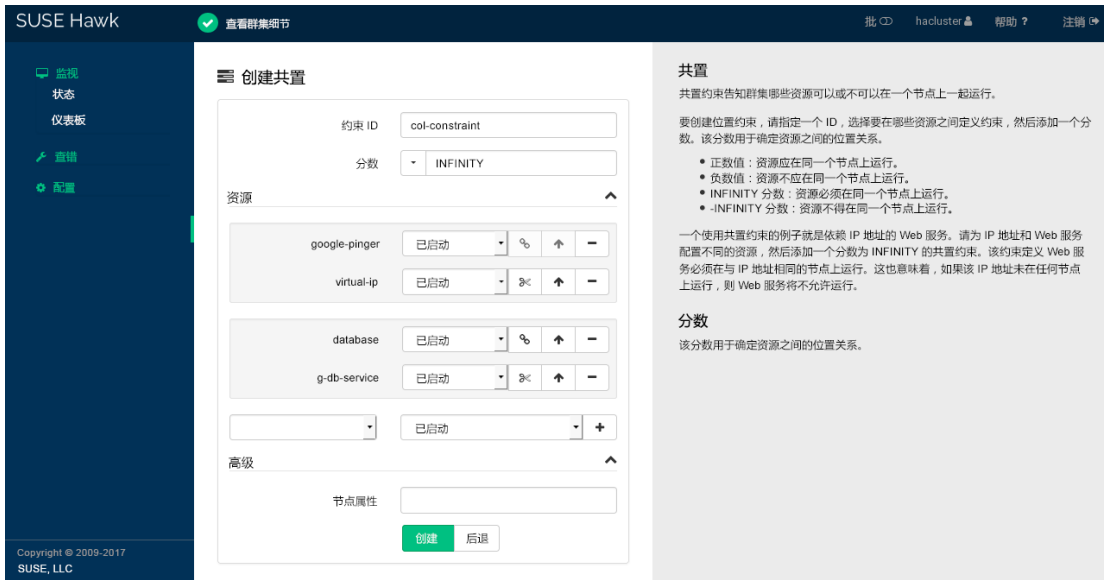 SUSE Hawk
查看群集细节
批
hacluster
帮助 ?
注销
监视
状态
仪表板
查错
配置
Copyright © 2009-2017
SUSE, LLC
创建共置
约束 ID
col-constraint
分数
INFINITY
资源
google-pinger
已启动
virtual-ip
已启动
database
已启动
g-db-service
已启动
已启动
高级
节点属性
创建
后退
共置
共置约束告知群集哪些资源可以或不可以在一个节点上一起运行。
要创建位置约束，请指定一个 ID，选择要在哪些资源之间定义约束，然后添加一个分
数。该分数用于确定资源之间的位置关系。
• 正数值：资源应在同一个节点上运行。
• 负数值：资源不应在同一个节点上运行。
• INFINITY 分数：资源必须在同一个节点上运行。
• -INFINITY 分数：资源不得在同一个节点上运行。
一个使用共置约束的例子就是依赖 IP 地址的 Web 服务。请为 IP 地址和 Web 服务
配置不同的资源，然后添加一个分数为 INFINITY 的共置约束。该约束定义 Web 服
务必须在与 IP 地址相同的节点上运行。这也意味着，如果该 IP 地址未在任何节点
上运行，则 Web 服务将不允许运行。
分数
该分数用于确定资源之间的位置关系。